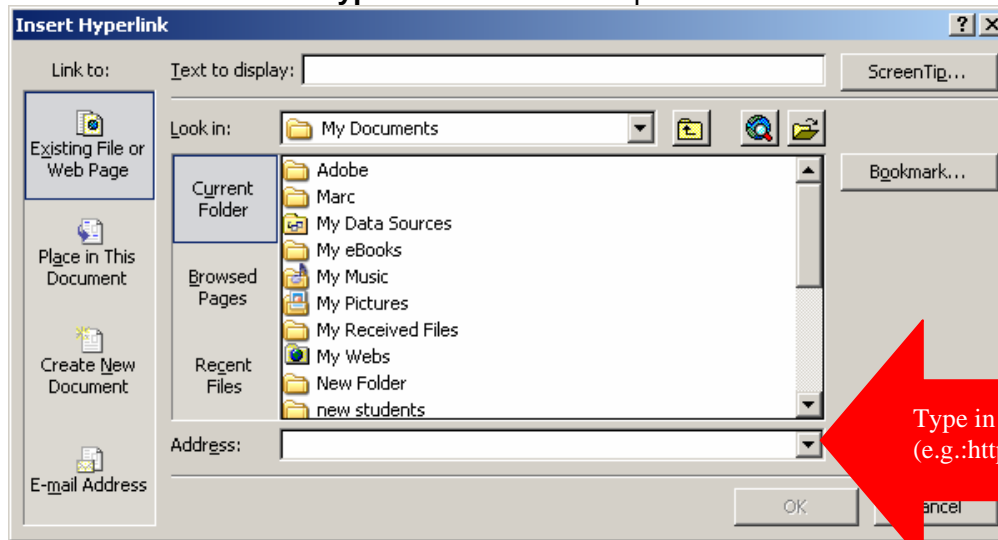 Insert Hyperlink
Link to:
Text to display:
ScreenTip...
Existing File or
Web Page
Look in:
My Documents
Bookmark...
Current
Folder
Adobe
Marc
My Data Sources
My eBooks
My Music
My Pictures
My Received Files
My Webs
New Folder
new students
Place in This
Document
Browsed
Pages
Create New
Document
Recent
Files
Address:
Type in
(e.g.:http
E-mail Address
OK